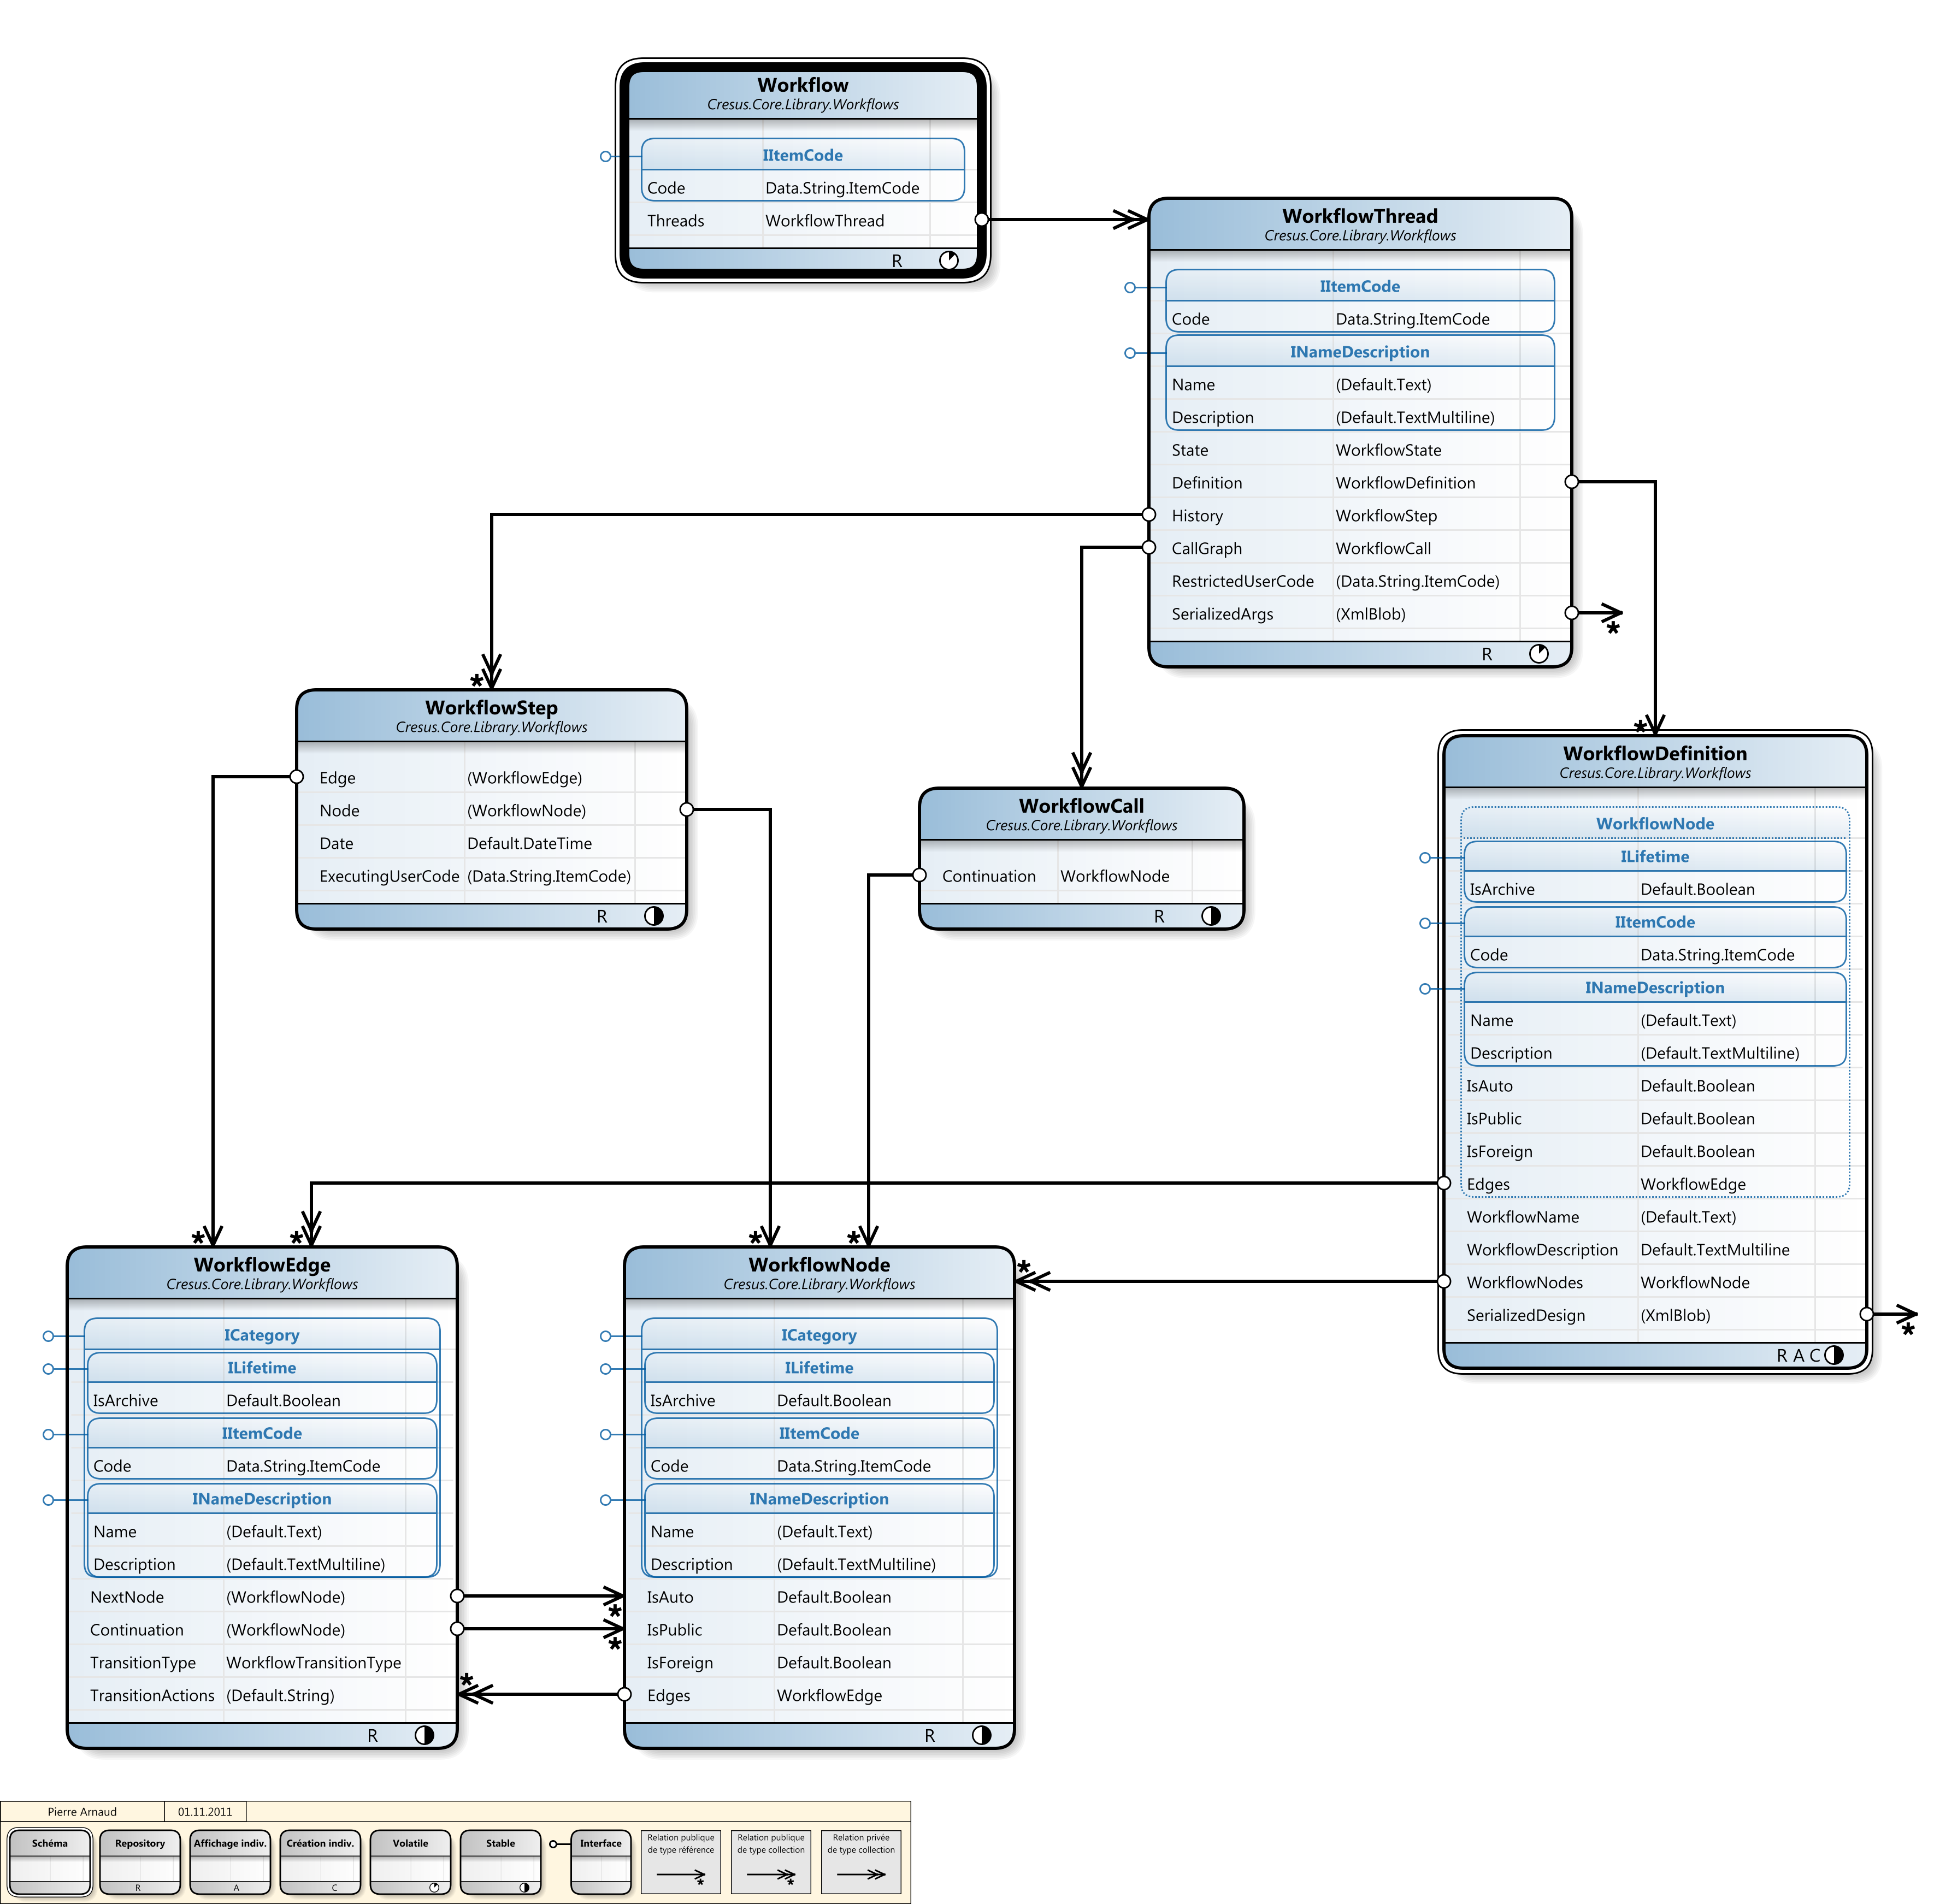 Workflow
Cresus.Core.Library.Workflows
IItemCode
Code Data.String.ItemCode
Threads WorkflowThread
R
WorkflowThread
Cresus.Core.Library.Workflows
IItemCode
Code Data.String.ItemCode
INameDescription
Name (Default.Text)
Description (Default.TextMultiline)
State WorkflowState
Definition WorkflowDefinition
History WorkflowStep
CallGraph WorkflowCall
RestrictedUserCode (Data.String.ItemCode)
SerializedArgs (XmlBlob)
*
R
*
WorkflowStep
Cresus.Core.Library.Workflows
Edge (WorkflowEdge)
Node (WorkflowNode)
Date Default.DateTime
ExecutingUserCode (Data.String.ItemCode)
R
WorkflowCall
Cresus.Core.Library.Workflows
Continuation WorkflowNode
R
*
WorkflowDefinition
Cresus.Core.Library.Workflows
WorkflowNode
ILifetime
IsArchive Default.Boolean
IItemCode
Code Data.String.ItemCode
INameDescription
Name (Default.Text)
Description (Default.TextMultiline)
IsAuto Default.Boolean
IsPublic Default.Boolean
IsForeign Default.Boolean
Edges WorkflowEdge
WorkflowName (Default.Text)
WorkflowDescription Default.TextMultiline
WorkflowNodes WorkflowNode
SerializedDesign (XmlBlob)
*
R A C
* *
WorkflowEdge
Cresus.Core.Library.Workflows
ICategory
ILifetime
IsArchive Default.Boolean
IItemCode
Code Data.String.ItemCode
INameDescription
Name (Default.Text)
Description (Default.TextMultiline)
NextNode (WorkflowNode)
*
Continuation (WorkflowNode)
*
TransitionType WorkflowTransitionType
*
TransitionActions (Default.String)
R
* *
*
WorkflowNode
Cresus.Core.Library.Workflows
ICategory
ILifetime
IsArchive Default.Boolean
IItemCode
Code Data.String.ItemCode
INameDescription
Name (Default.Text)
Description (Default.TextMultiline)
IsAuto Default.Boolean
IsPublic Default.Boolean
IsForeign Default.Boolean
Edges WorkflowEdge
R
Pierre Arnaud 01.11.2011
Schéma
Repository
R
Affichage indiv.
A
Création indiv.
C
Volatile
Stable
Interface
Relation publique
de type référence
*
Relation publique
de type collection
*
Relation privée
de type collection